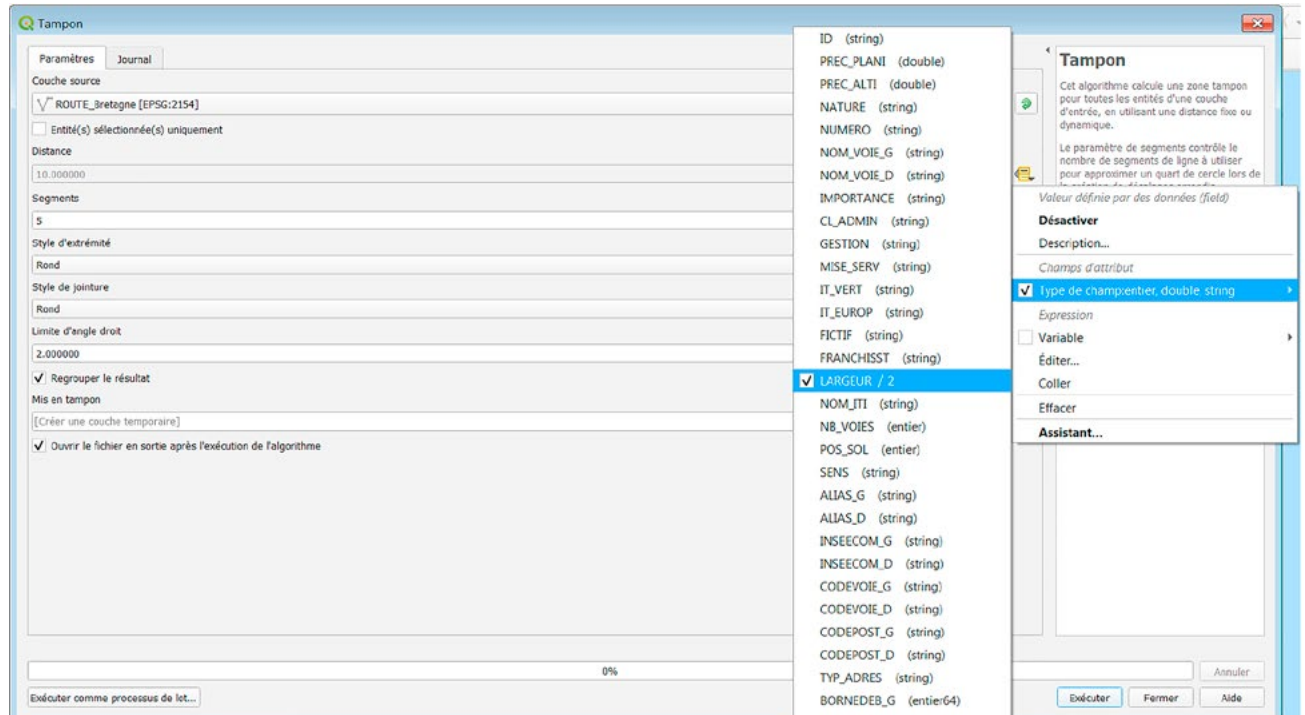 Tampon
Paramètres Journal
Couche source
ROUTE_Bretagne [EPSG:2154]
Entité(s) sélectionnée(s) uniquement
Distance
10.000000
Segments
5
Style d'extrémité
Rond
Style de jointure
Rond
Limite d'angle droit
2.000000
Regrouper le résultat
Mis en tampon
[Créer une couche temporaire]
Ouvrir le fichier en sortie après l'exécution de l'algorithme
0%
Exécuter comme processus de lot...
ID (string)
PREC_PLANI (double)
PREC_ALTI (double)
NATURE (string)
NUMERO (string)
NOM_VOIE_G (string)
NOM_VOIE_D (string)
IMPORTANCE (string)
CL_ADMIN (string)
GESTION (string)
MISE_SERV (string)
IT_VERT (string)
IT_EUROP (string)
FICTIF (string)
FRANCHISST (string)
LARGEUR / 2
NOM_ITI (string)
NB_VOIES (entier)
POS_SOL (entier)
SENS (string)
ALIAS_G (string)
ALIAS_D (string)
INSEECOM_G (string)
INSEECOM_D (string)
CODEVOIE_G (string)
CODEVOIE_D (string)
CODEPOST_G (string)
CODEPOST_D (string)
TYP_ADRES (string)
BORNEDEB_G (entier64)
Tampon
Cet algorithme calcule une zone tampon
pour toutes les entités d'une couche
d'entrée, en utilisant une distance fixe ou
dynamique.
Le paramètre de segments contrôle le
nombre de segments de ligne à utiliser
pour approximer un quart de cercle lors de
Valeur définie par des données (field)
Désactiver
Description...
Champs d'attribut
Type de champ:entier, double, string
Expression
Variable
Éditer...
Coller
Effacer
Assistant...
Annuler
Exécuter Fermer Aide